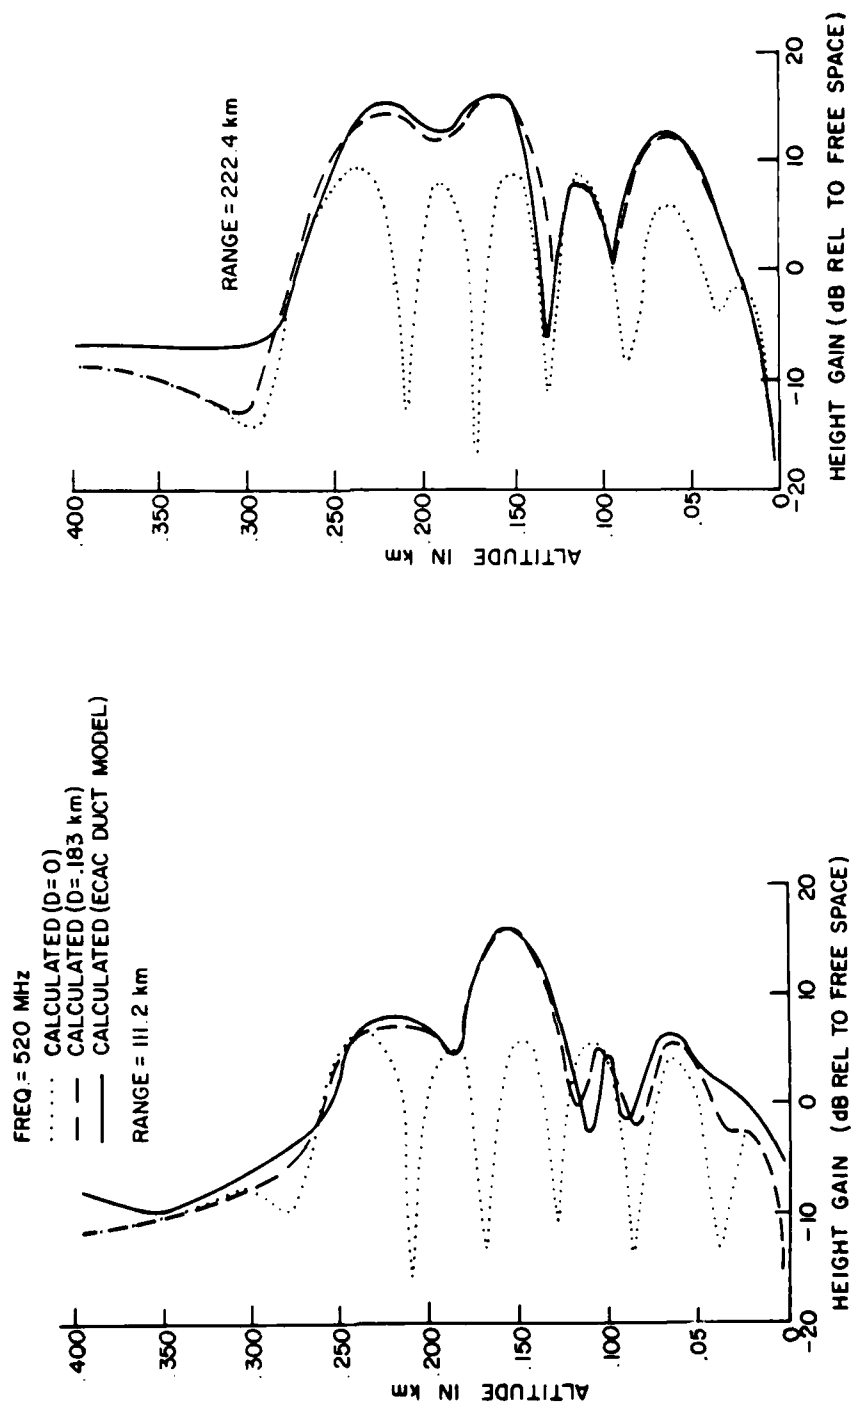 FREQ. = 520 MHz
CALCULATED (D=0)
CALCULATED (D=.183 km)
CALCULATED (ECAC DUCT MODEL)
RANGE = 111.2 km
.400
.350
.300
.250
.200
.150
.100
.05
0
ALTITUDE IN km
-20
-10
0
10
20
HEIGHT GAIN (dB REL TO FREE SPACE)
RANGE = 222.4 km
.400
.350
.300
.250
.200
.150
.100
.05
0
ALTITUDE IN km
-20
-10
0
10
20
HEIGHT GAIN (dB REL TO FREE SPACE)